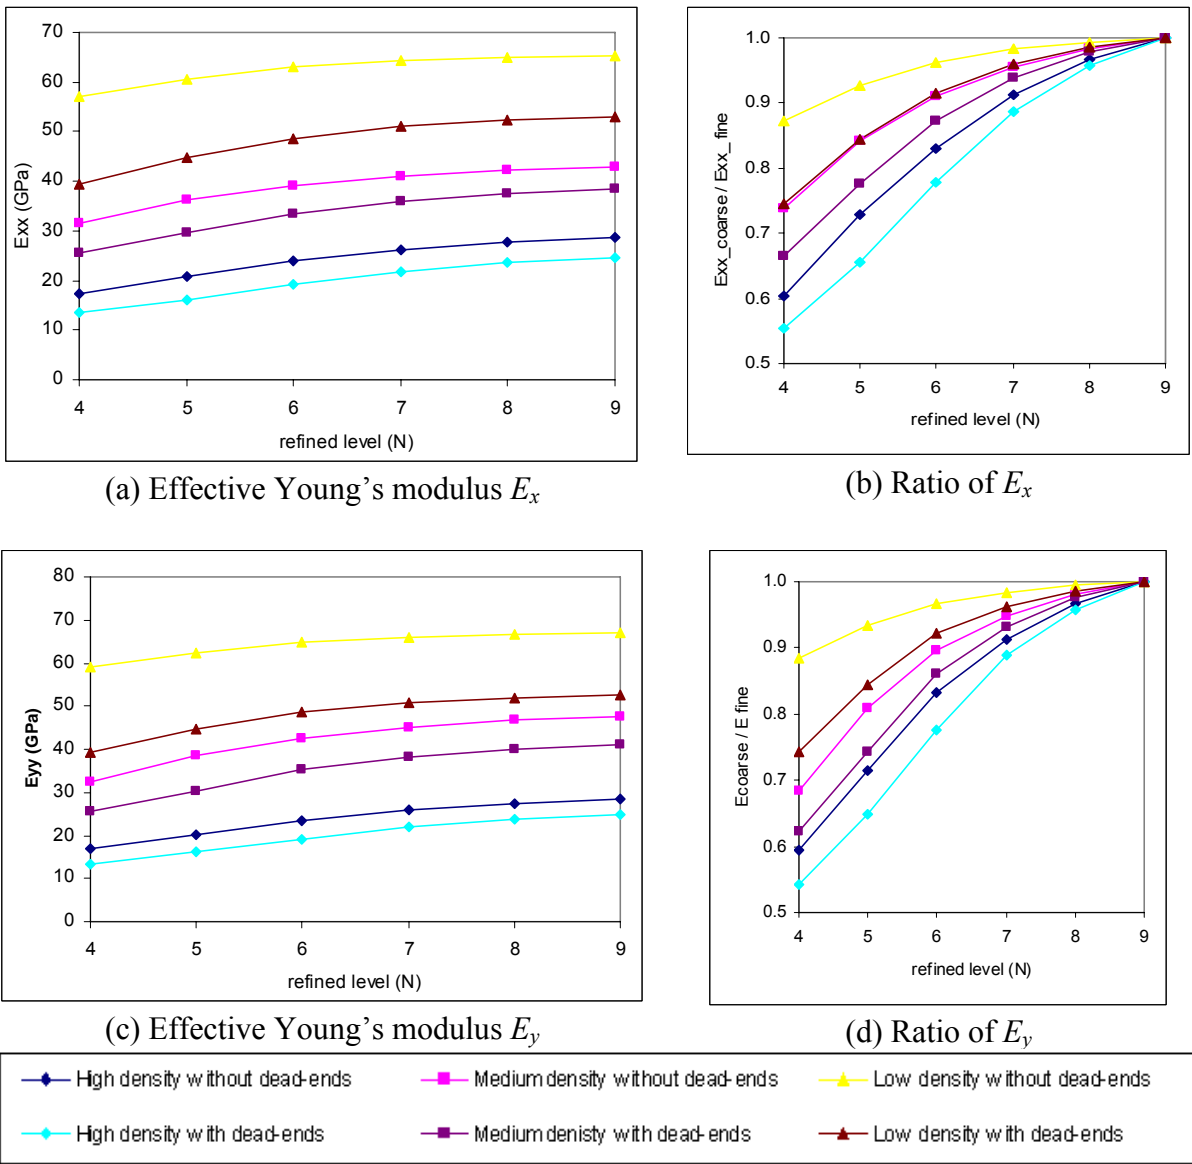 70
60
50
40
30
20
10
0
Exx (GPa)
4 5 6 7 8 9
refined level (N)
(a) Effective Young's modulus Ex
1.0
0.9
0.8
0.7
0.6
0.5
Exx_coarse / Exx_ fine
4 5 6 7 8 9
refined level (N)
(b) Ratio of Ex
80
70
60
50
40
30
20
10
0
Eyy (GPa)
4 5 6 7 8 9
refined level (N)
(c) Effective Young's modulus Ey
1.0
0.9
0.8
0.7
0.6
0.5
Ecoarse / E fine
4 5 6 7 8 9
refined level (N)
(d) Ratio of Ey
High density without dead-ends Medium density without dead-ends Low density without dead-ends
High density with dead-ends Medium denisty with dead-ends Low density with dead-ends